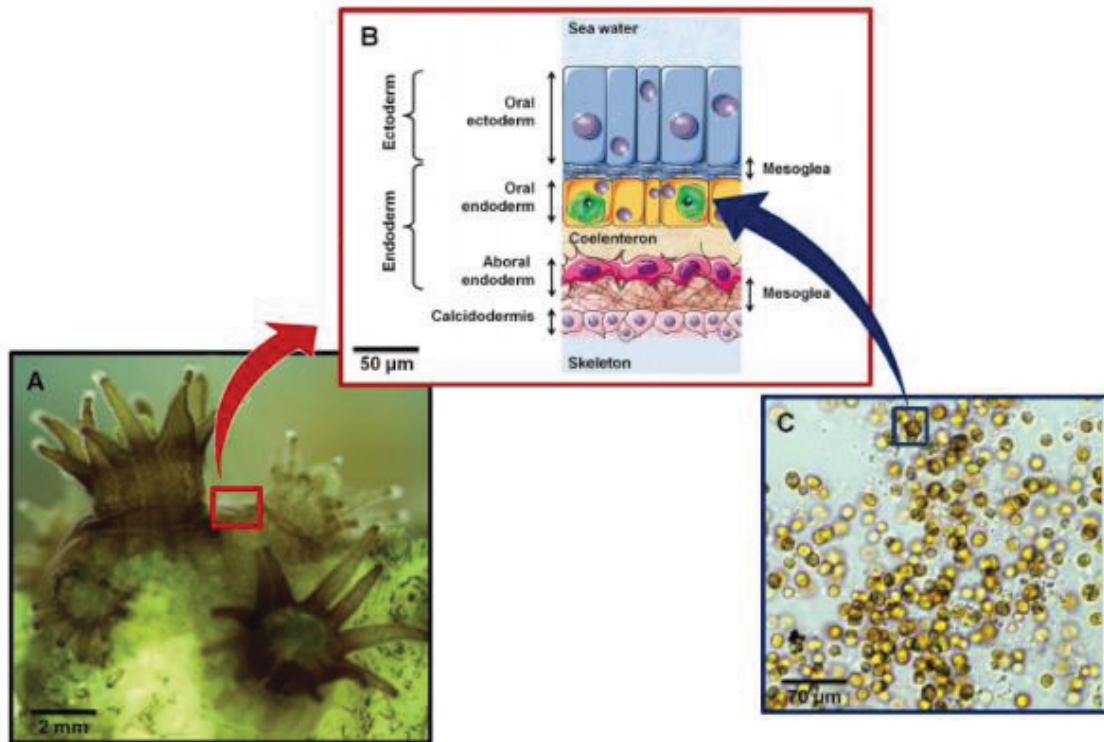 B
Sea water
Ectoderm
Oral
ectoderm
Mesoglea
Endoderm
Oral
endoderm
Coelenteron
Aboral
endoderm
Mesoglea
Calcidodermis
50 µm
Skeleton
A
2 mm
C
70 µm